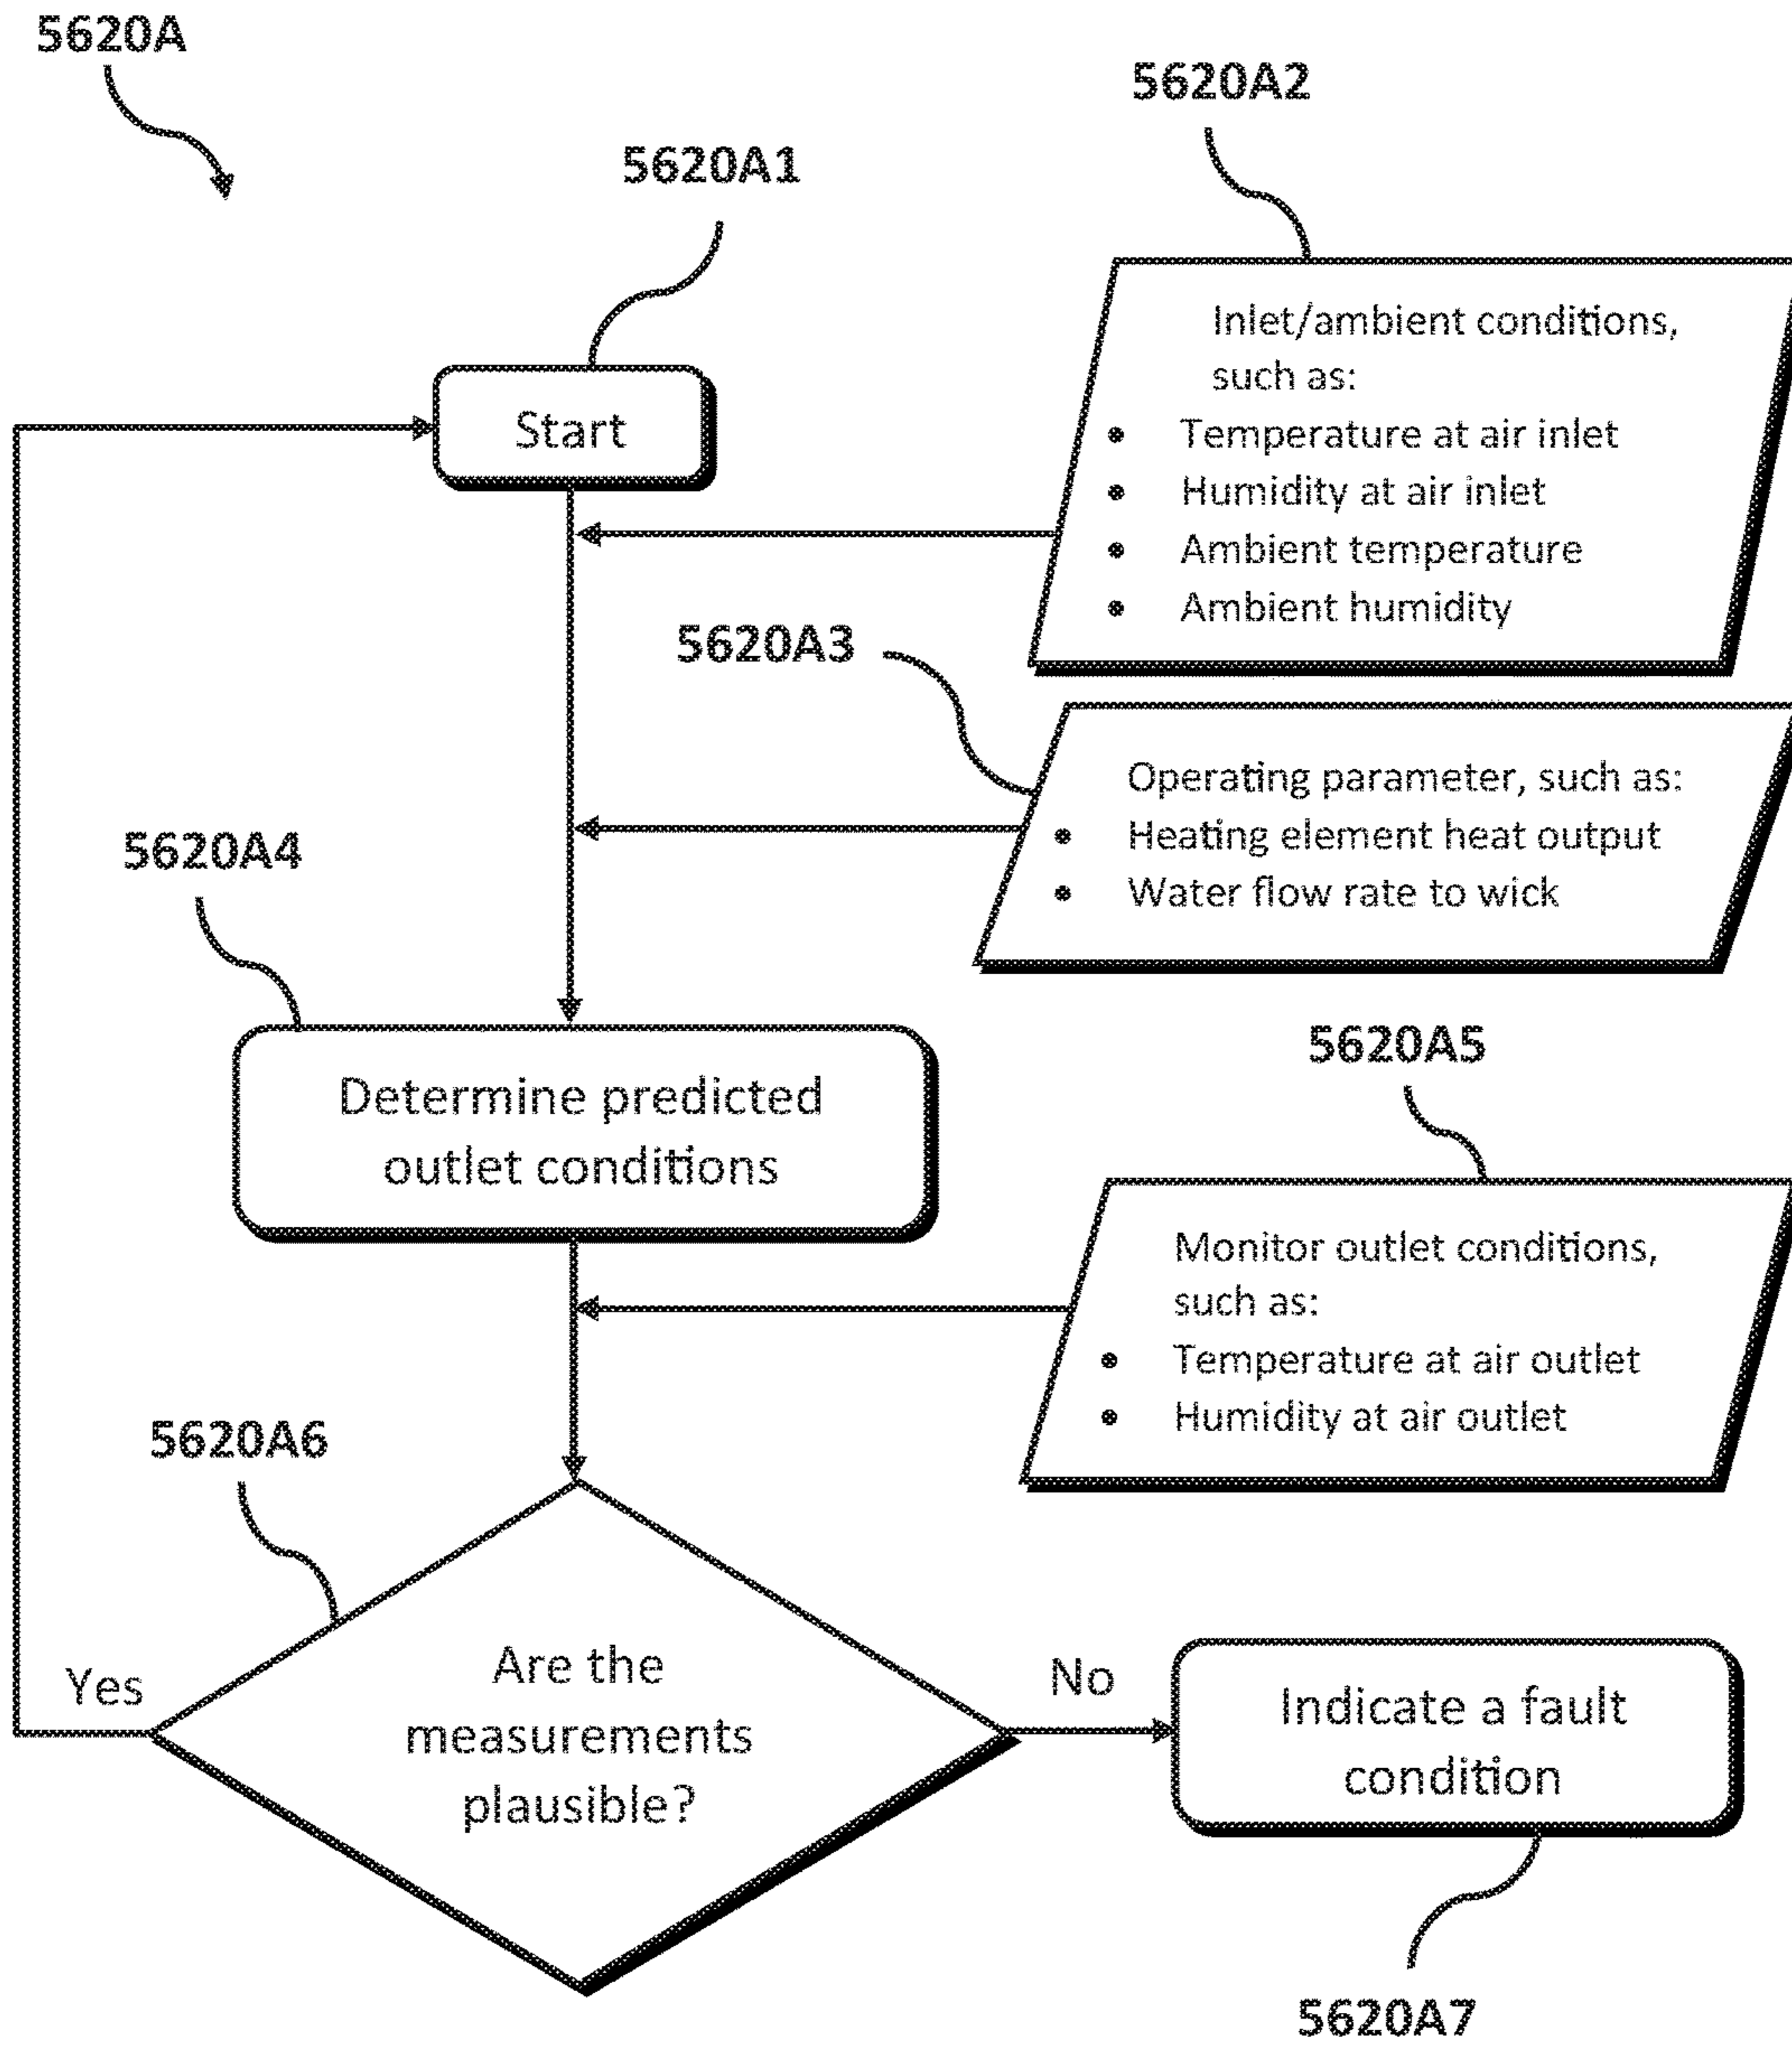 5620A
5620A2
5620A1
Inlet/ambient conditions,
such as:
Start
• Temperature at air inlet
• Humidity at air inlet
• Ambient temperature
• Ambient humidity
5620A3
Operating parameter, such as:
• Heating element heat output
• Water flow rate to wick
5620A4
Determine predicted
outlet conditions
5620A5
Monitor outlet conditions,
such as:
• Temperature at air outlet
• Humidity at air outlet
5620A6
Are the
measurements
plausible?
Yes
No
Indicate a fault
condition
5620A7